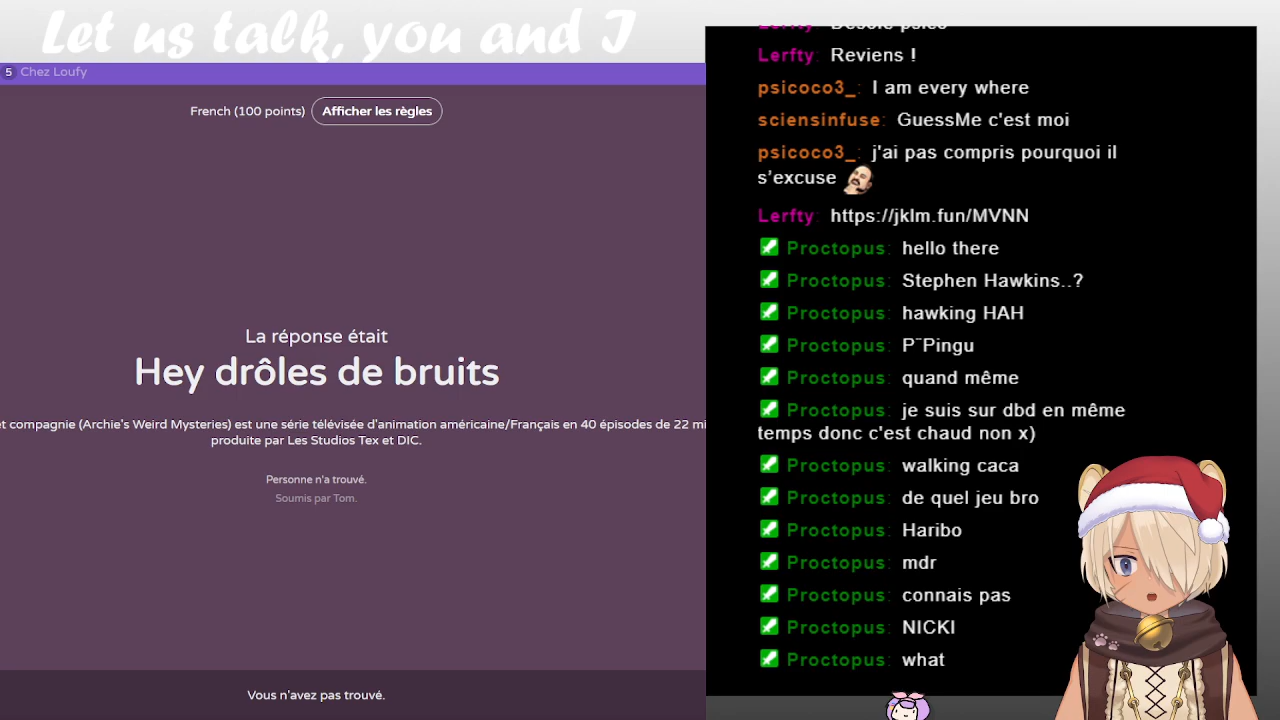 Let us talk, you and I
5 Chez Loufy
French (100 points) Afficher les règles
La réponse était
Hey drôles de bruits
et compagnie (Archie's Weird Mysteries) est une série télévisée d'animation américaine/Français en 40 épisodes de 22 mi
produite par Les Studios Tex et DIC.
Personne n'a trouvé.
Soumis par Tom.
Vous n'avez pas trouvé.
Lerfty: Reviens !
psicoco3_: I am every where
sciensinfuse: GuessMe c'est moi
psicoco3_: j'ai pas compris pourquoi il
s'excuse
Lerfty: https://jklm.fun/MVNN
Proctopus: hello there
Proctopus: Stephen Hawkins..?
Proctopus: hawking HAH
Proctopus: P¨Pingu
Proctopus: quand même
Proctopus: je suis sur dbd en même
temps donc c'est chaud non x)
Proctopus: walking caca
Proctopus: de quel jeu bro
Proctopus: Haribo
Proctopus: mdr
Proctopus: connais pas
Proctopus: NICKI
Proctopus: what